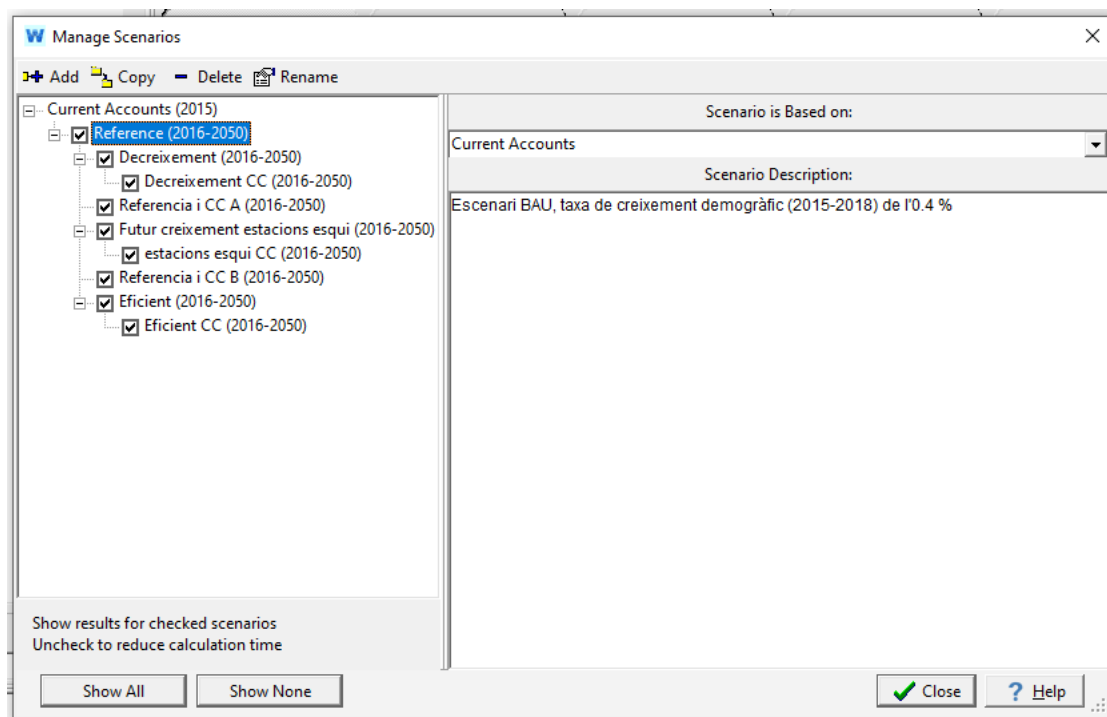 W Manage Scenarios
Add Copy Delete Rename
Current Accounts (2015)
Reference (2016-2050)
Decreixement (2016-2050)
Decreixement CC (2016-2050)
Referencia i CC A (2016-2050)
Futur creixement estacions esqui (2016-2050)
estacions esqui CC (2016-2050)
Referencia i CC B (2016-2050)
Eficient (2016-2050)
Eficient CC (2016-2050)
Show results for checked scenarios
Uncheck to reduce calculation time
Show All Show None
Scenario is Based on:
Current Accounts
Scenario Description:
Escenari BAU, taxa de creixement demogràfic (2015-2018) de l'0.4 %
Close ? Help